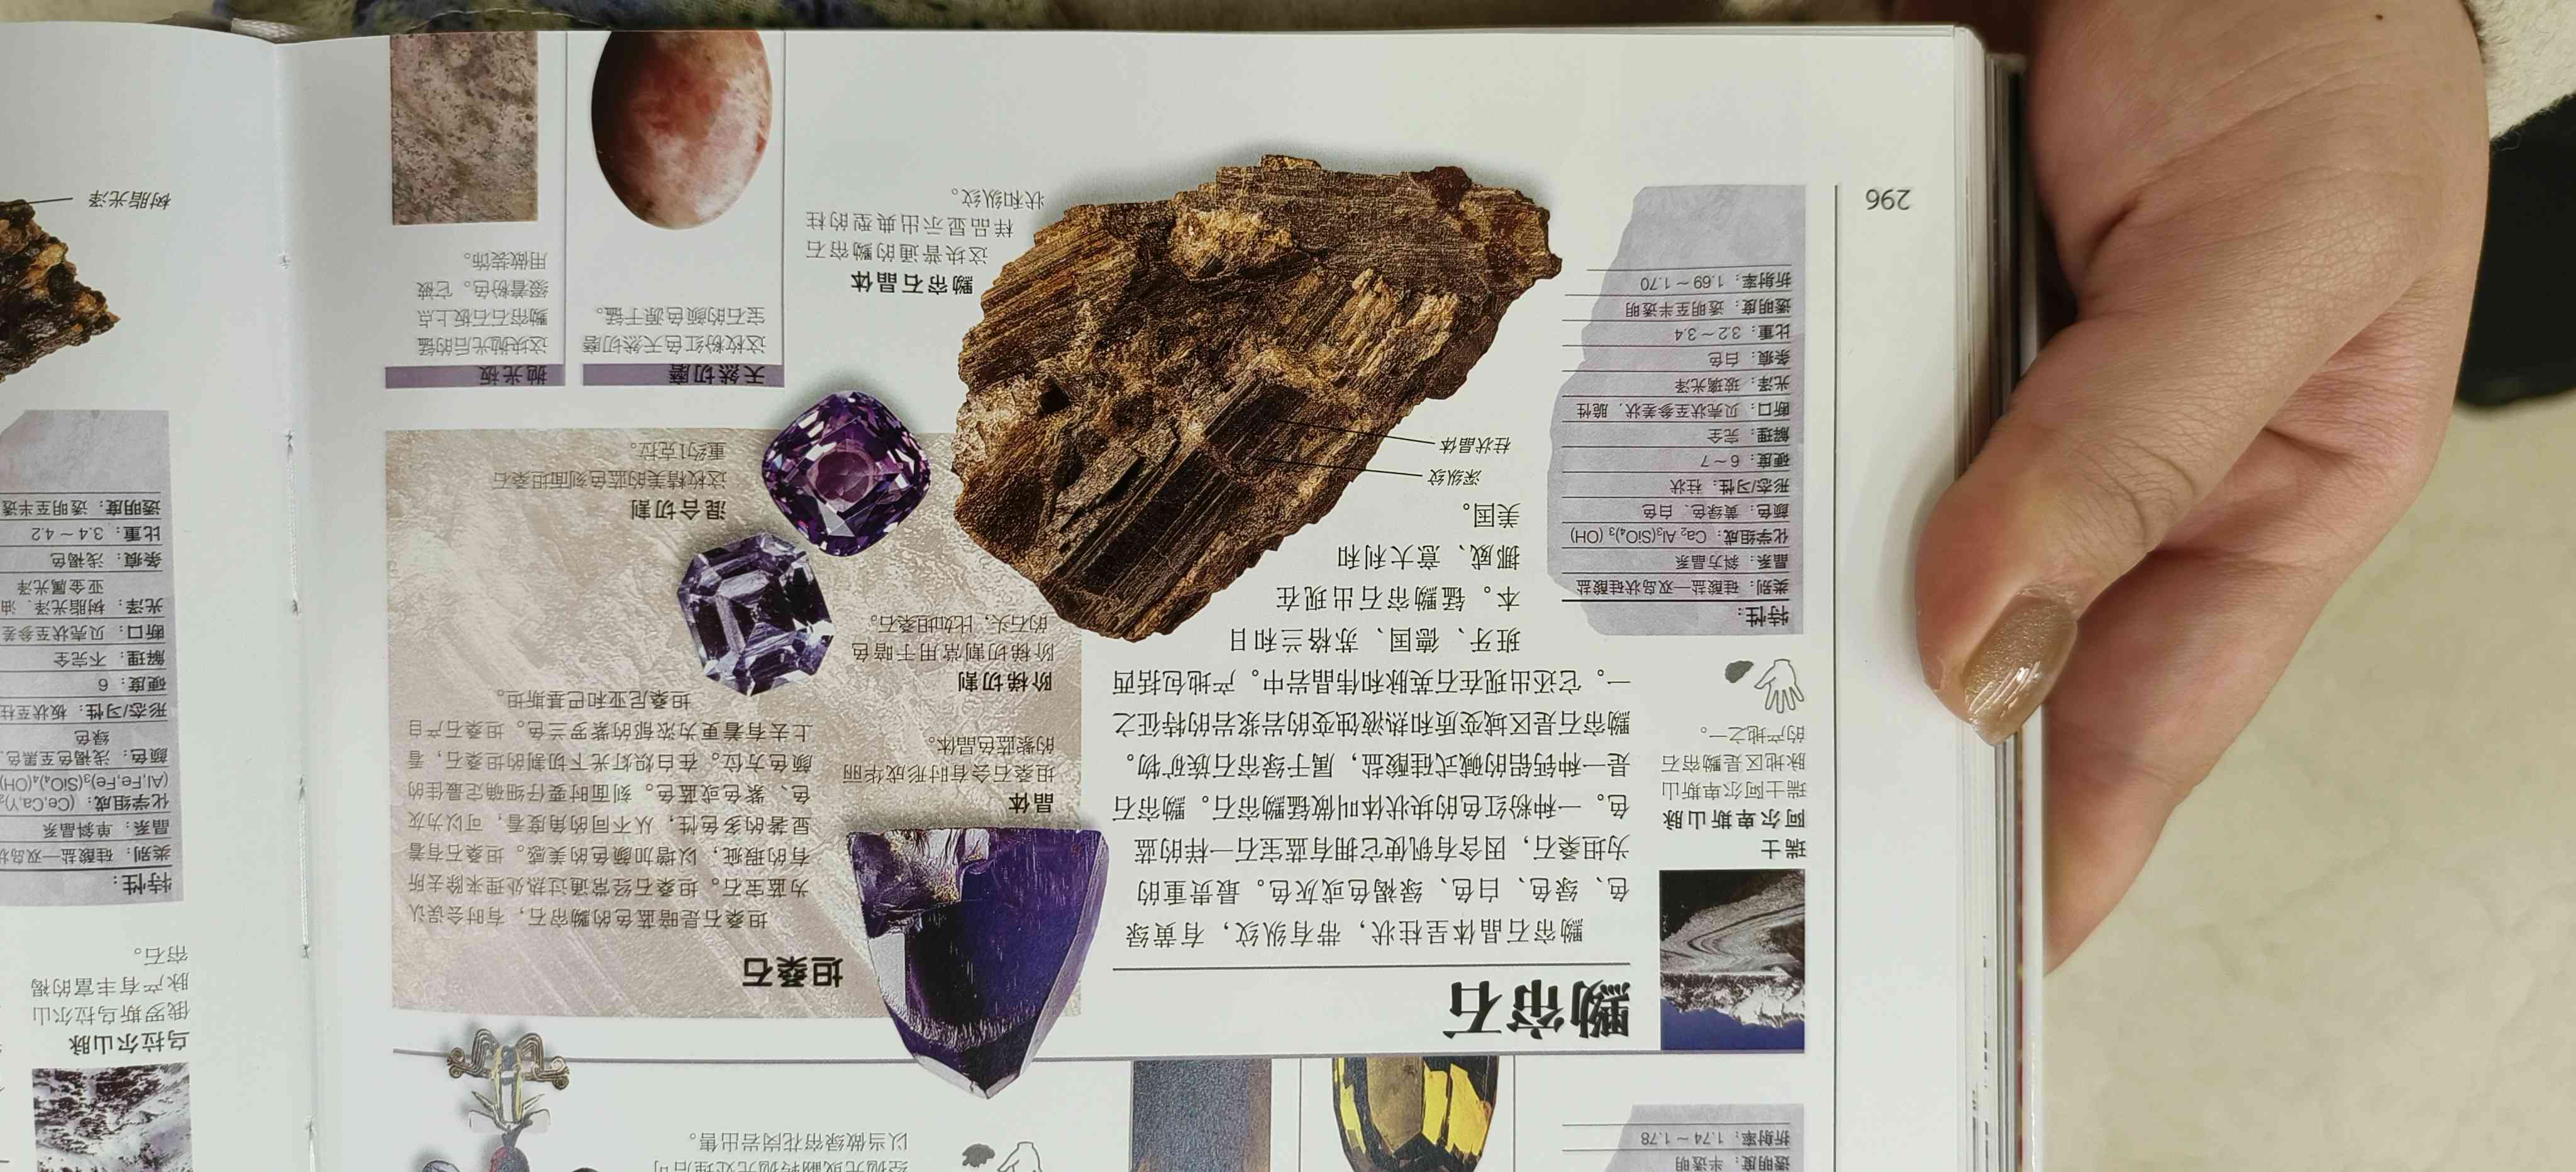 以当做绿帘花岗岩出售。
透明度：半透明
折射率：1.74～1.78
瑞士
阿尔卑斯山脉
瑞士阿尔卑斯山
脉地区是黝帘石
的产地之一。
黝帘石
黝帘石晶体呈柱状，带有纵纹，有黄绿
色、绿色、白色、绿褐色或灰色。最贵重的
为坦桑石，因含有钒使它拥有蓝宝石一样的蓝
色。一种粉红色的块状体叫做锰黝帘石。黝帘石
是一种钙铝的碱式硅酸盐，属于绿帘石族矿物。
黝帘石是区域变质和热液蚀变的岩浆岩的特征之
一。它还出现在石英脉和伟晶岩中。产地包括西
班牙、德国、苏格兰和日
本。锰黝帘石出现在
挪威、意大利和
美国。
特性：
类别：硅酸盐—双岛状硅酸盐
晶系：斜方晶系
化学组成：Ca₂ Al₃(SiO₄)₃ (OH)
颜色：黄绿色、白色
形态/习性：柱状
硬度：6～7
解理：完全
断口：贝壳状至参差状，脆性
光泽：玻璃光泽
条痕：白色
比重：3.2～3.4
透明度：透明至半透明
折射率：1.69～1.70
深纵纹
柱状晶体
黝帘石晶体
这块普通的黝帘石
样品显示出典型的柱
状和纵纹。
坦桑石
坦桑石是暗蓝色的黝帘石，有时会误认
为蓝宝石。坦桑石经常通过热处理来除去所
有的瑕疵，以增加颜色的美感。坦桑石有着
显著的多色性，从不同的角度看，可以为灰
色、紫色或蓝色。刻面时要仔细确定最佳的
颜色方位。在白炽灯光下切割的坦桑石，看
上去有着更为浓郁的紫罗兰色。坦桑石产自
坦桑尼亚和巴基斯坦。
晶体
坦桑石会有时形成华丽
的紫蓝色晶体。
阶梯切割
阶梯切割常用于暗色
的石头，比如坦桑石。
混合切割
这枚精美的蓝色刻面坦桑石
重约1克拉。
天然切磨
这枚粉红色天然切磨
宝石的颜色源于锰。
抛光板
这块抛光后的锰
黝帘石石板上点
缀着粉色。它被
用做装饰。
296
乌拉尔山脉
俄罗斯乌拉尔山
脉产有丰富的褐
帘石。
特性：
类别：硅酸盐—双岛状
晶系：单斜晶系
化学组成：(Ce,Ca,Y)₂
(Al,Fe,Fe)₃(SiO₄)₃(OH)
颜色：浅褐色至黑色
绿色
形态/习性：板状至柱
硬度：6
解理：不完全
断口：贝壳状至参差
光泽：树脂光泽、油
亚金属光泽
条痕：浅褐色
比重：3.4～4.2
透明度：透明至半透
树脂光泽